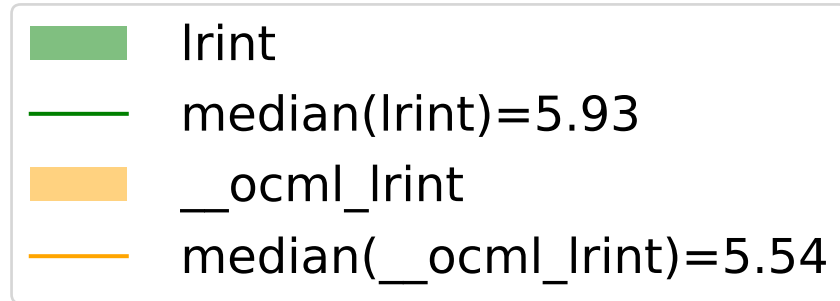 lrint
median(lrint)=5.93
__ocml_lrint
median(__ocml_lrint)=5.54